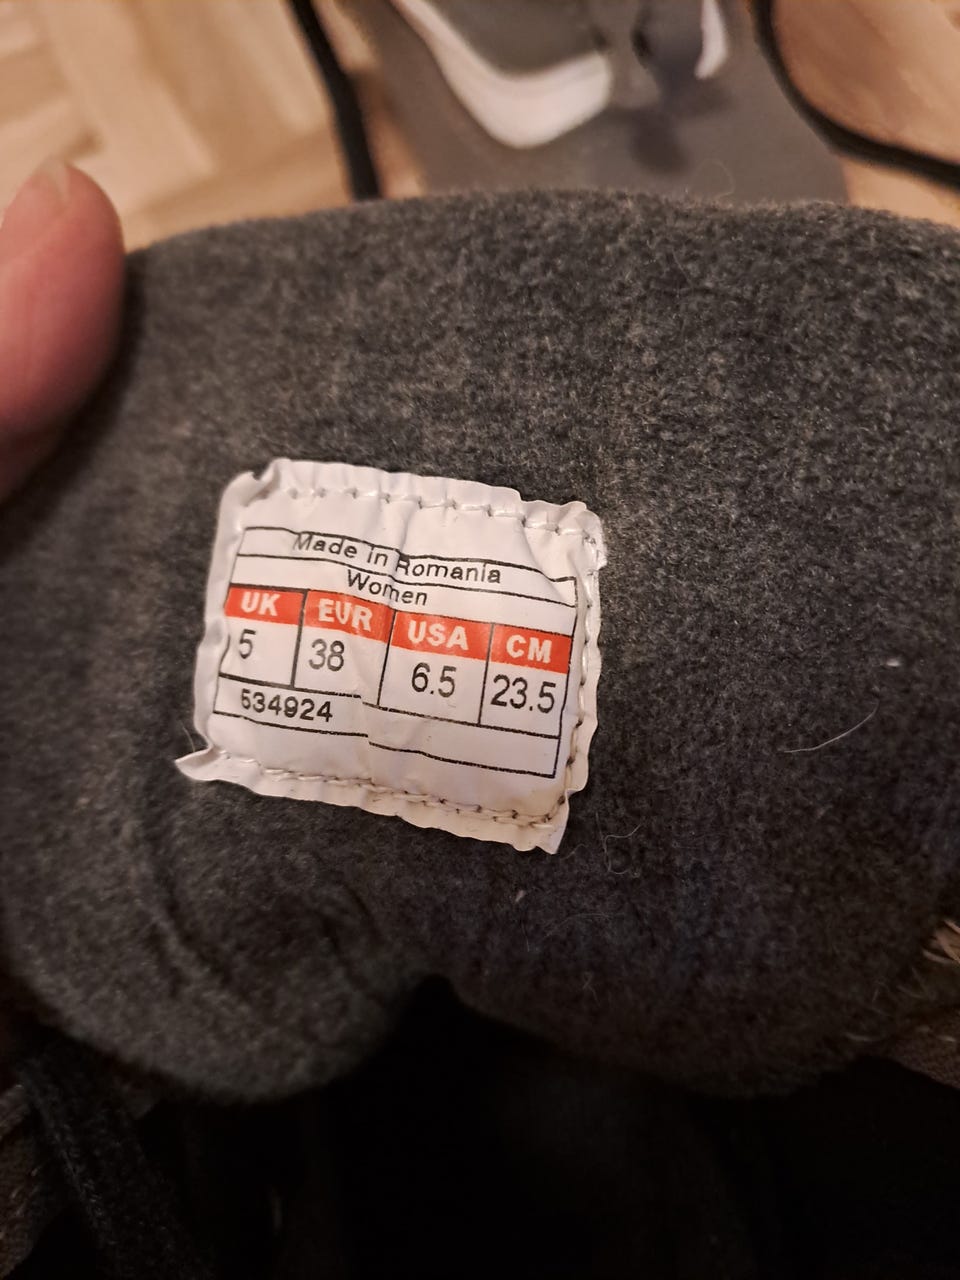 Made in Romania
Women
UK EUR USA CM
5 38 6.5 23.5
534924